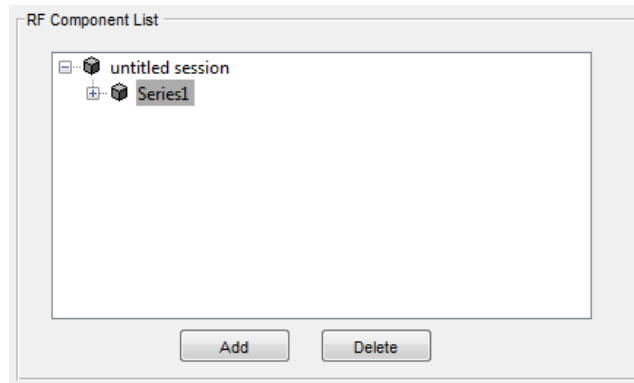 RF Component List
untitled session
Series1
Add Delete